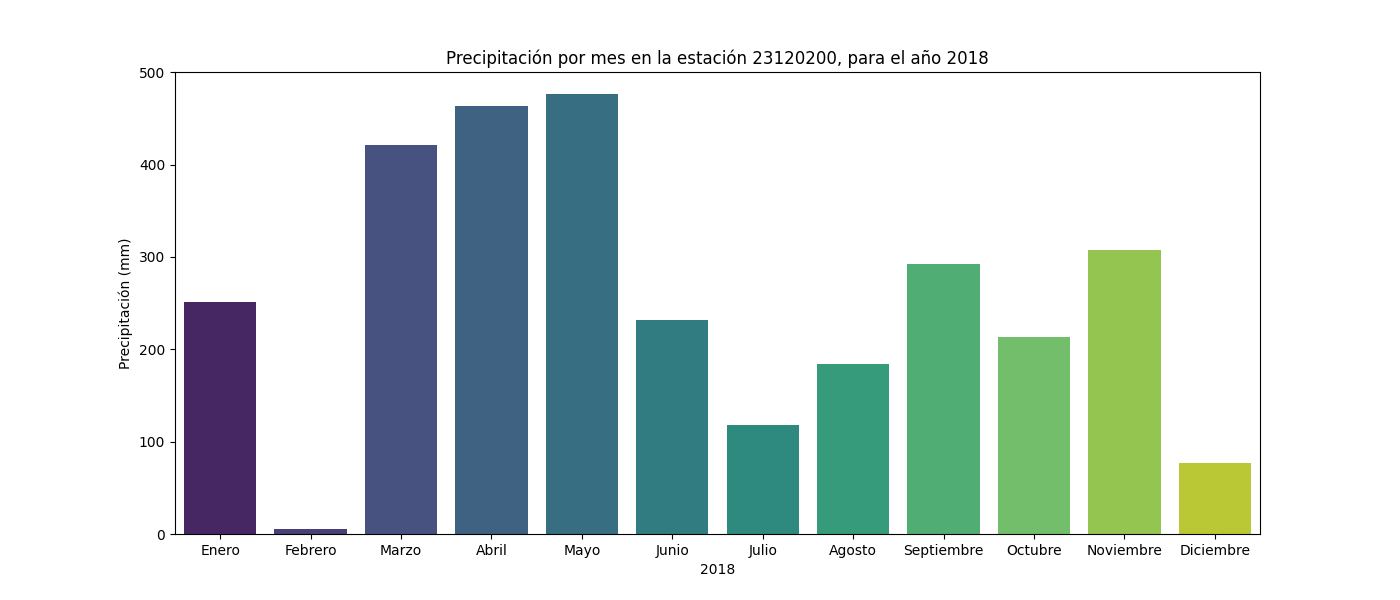 Precipitación por mes en la estación 23120200, para el año 2018
Precipitación (mm)
500
400
300
200
100
0
Enero Febrero Marzo Abril Mayo Junio Julio Agosto Septiembre Octubre Noviembre Diciembre
2018